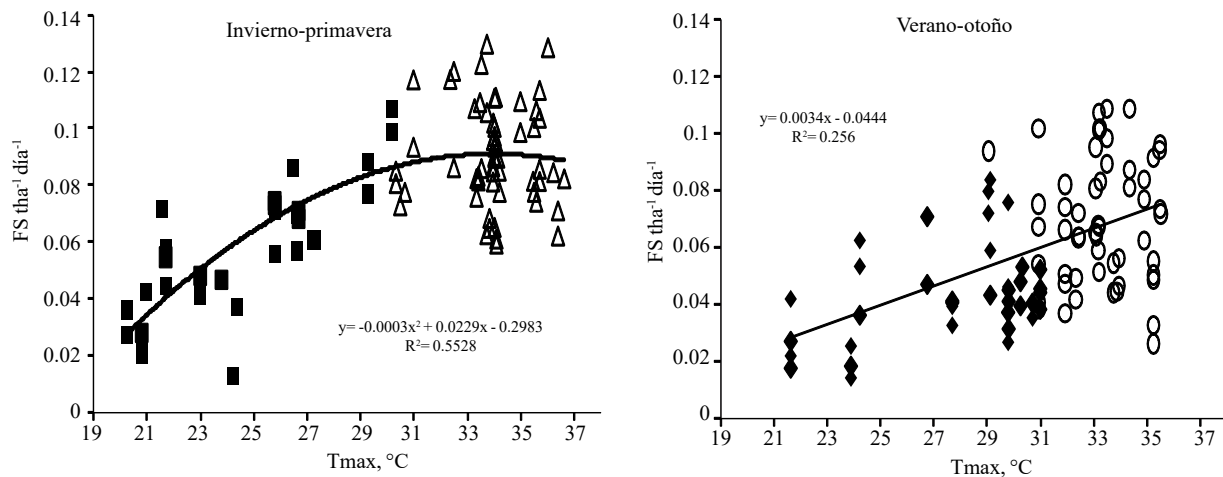 Invierno-primavera
0.14
0.12
0.1
0.08
0.06
0.04
0.02
0
FS tha⁻¹ día⁻¹
y= -0.0003x² + 0.0229x - 0.2983
R²= 0.5528
19 21 23 25 27 29 31 33 35 37
Tmax, °C
Verano-otoño
0.14
0.12
0.1
0.08
0.06
0.04
0.02
0
FS tha⁻¹ día⁻¹
y= 0.0034x - 0.0444
R²= 0.256
19 21 23 25 27 29 31 33 35 37
Tmax, °C